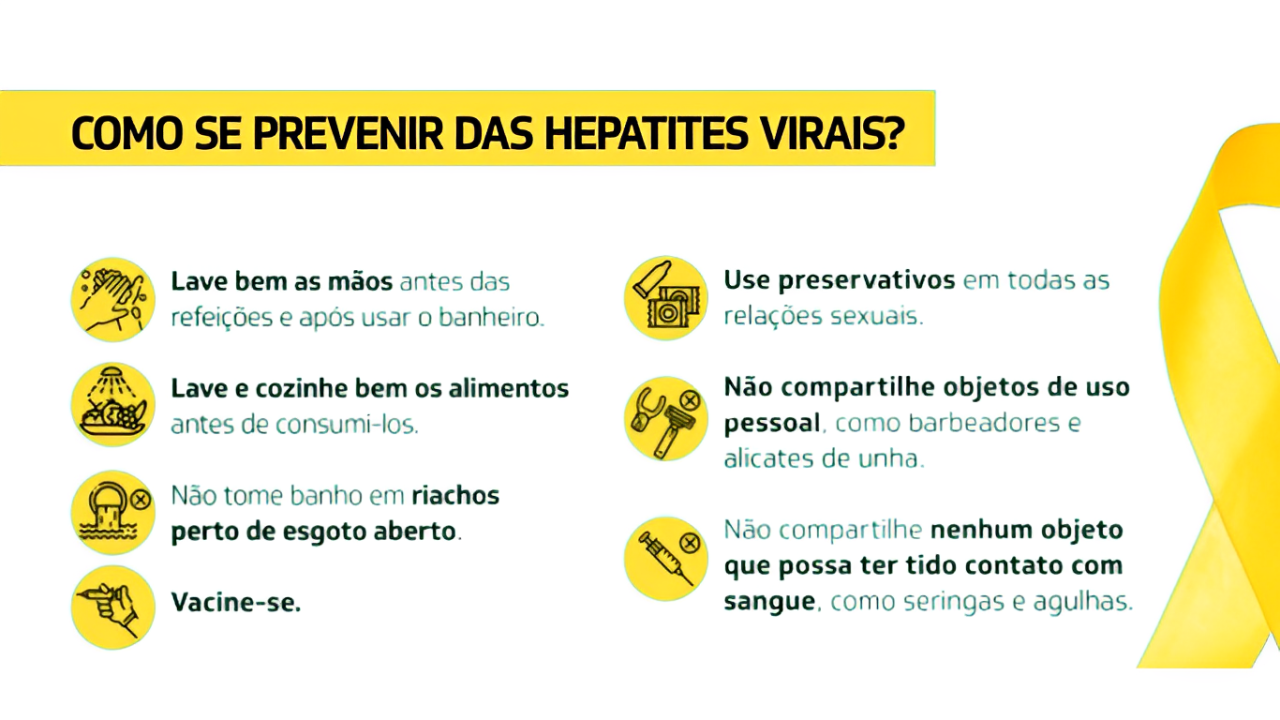 COMO SE PREVENIR DAS HEPATITES VIRAIS?
Lave bem as mãos antes das
refeições e após usar o banheiro.
Lave e cozinhe bem os alimentos
antes de consumi-los.
Não tome banho em riachos
perto de esgoto aberto.
Vacine-se.
Use preservativos em todas as
relações sexuais.
Não compartilhe objetos de uso
pessoal, como barbeadores e
alicates de unha.
Não compartilhe nenhum objeto
que possa ter tido contato com
sangue, como seringas e agulhas.